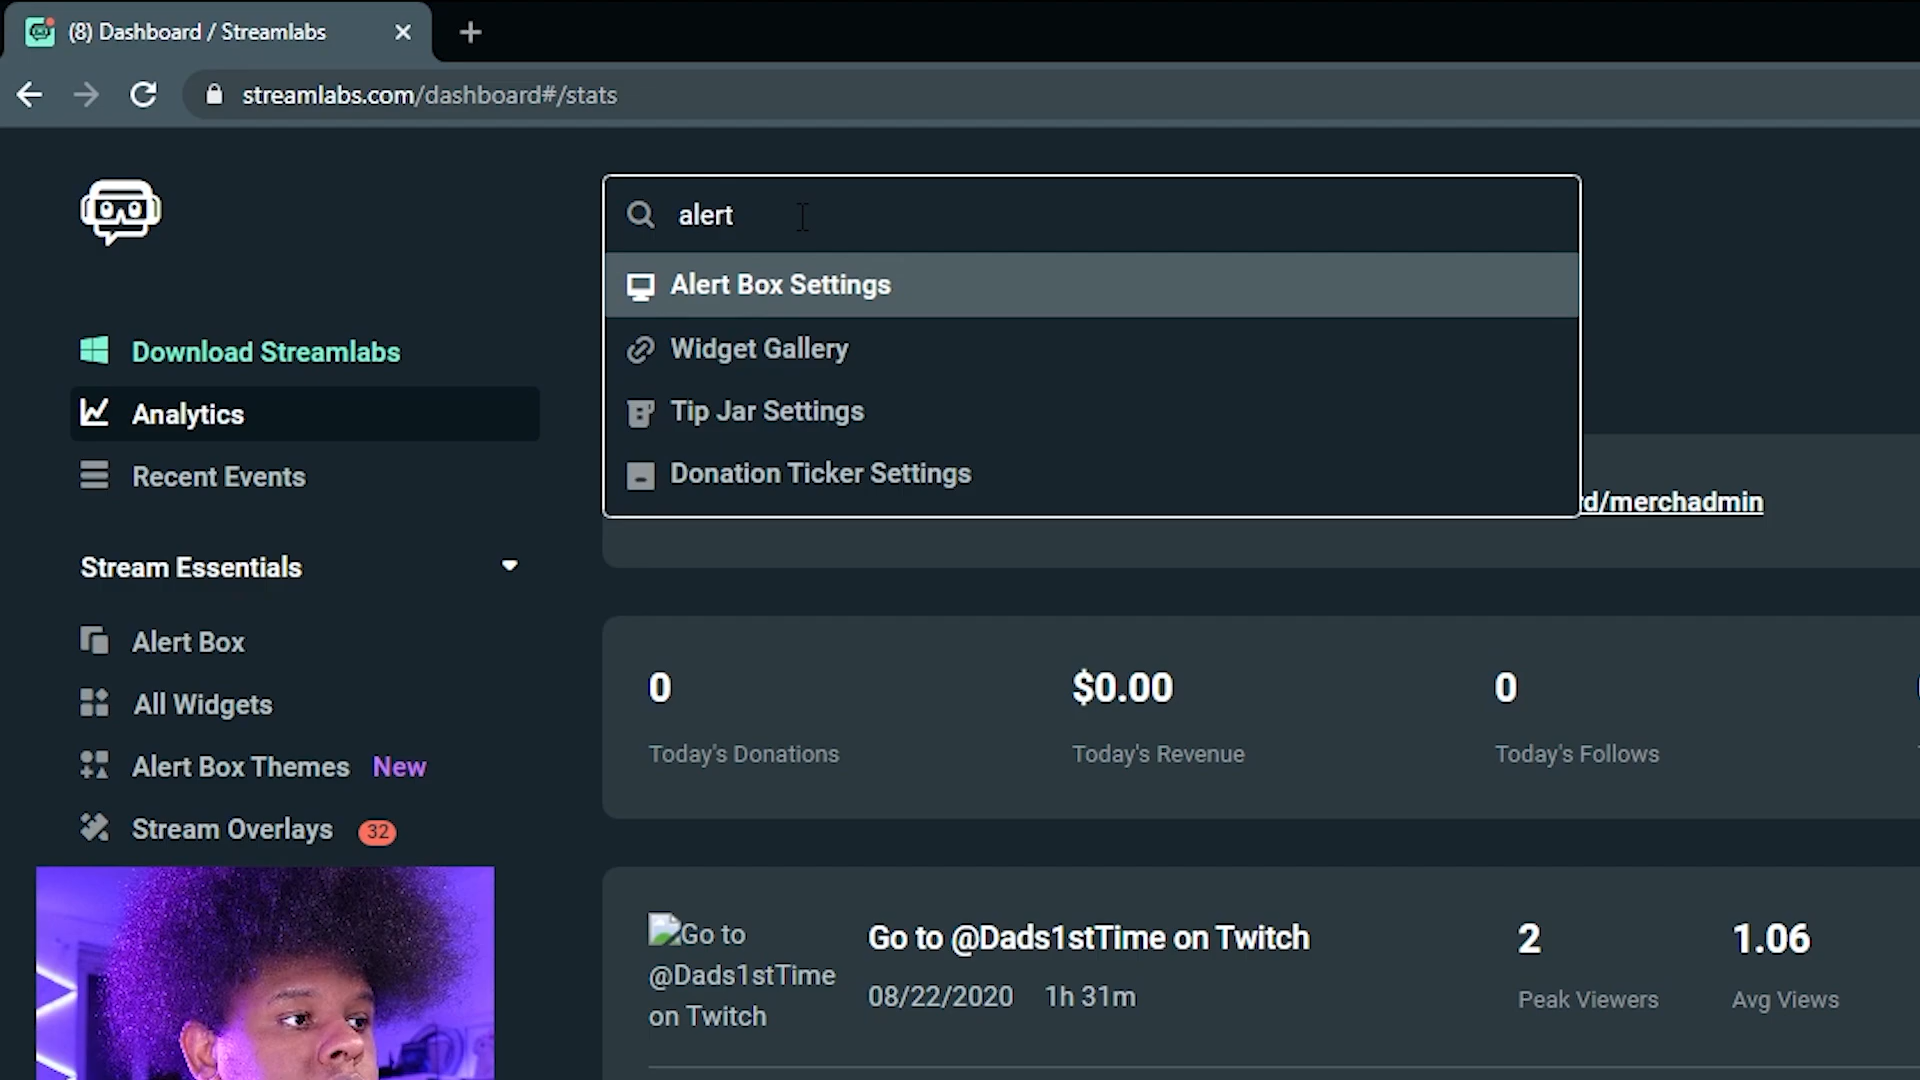 (8) Dashboard / Streamlabs
streamlabs.com/dashboard#/stats
alert
Alert Box Settings
Widget Gallery
Tip Jar Settings
Donation Ticker Settings
d/merchadmin
Download Streamlabs
Analytics
Recent Events
Stream Essentials
Alert Box
All Widgets
Alert Box Themes New
Stream Overlays 32
0
Today's Donations
$0.00
Today's Revenue
0
Today's Follows
Go to
@Dads1stTime
on Twitch
Go to @Dads1stTime on Twitch
08/22/2020 1h 31m
2
Peak Viewers
1.06
Avg Views